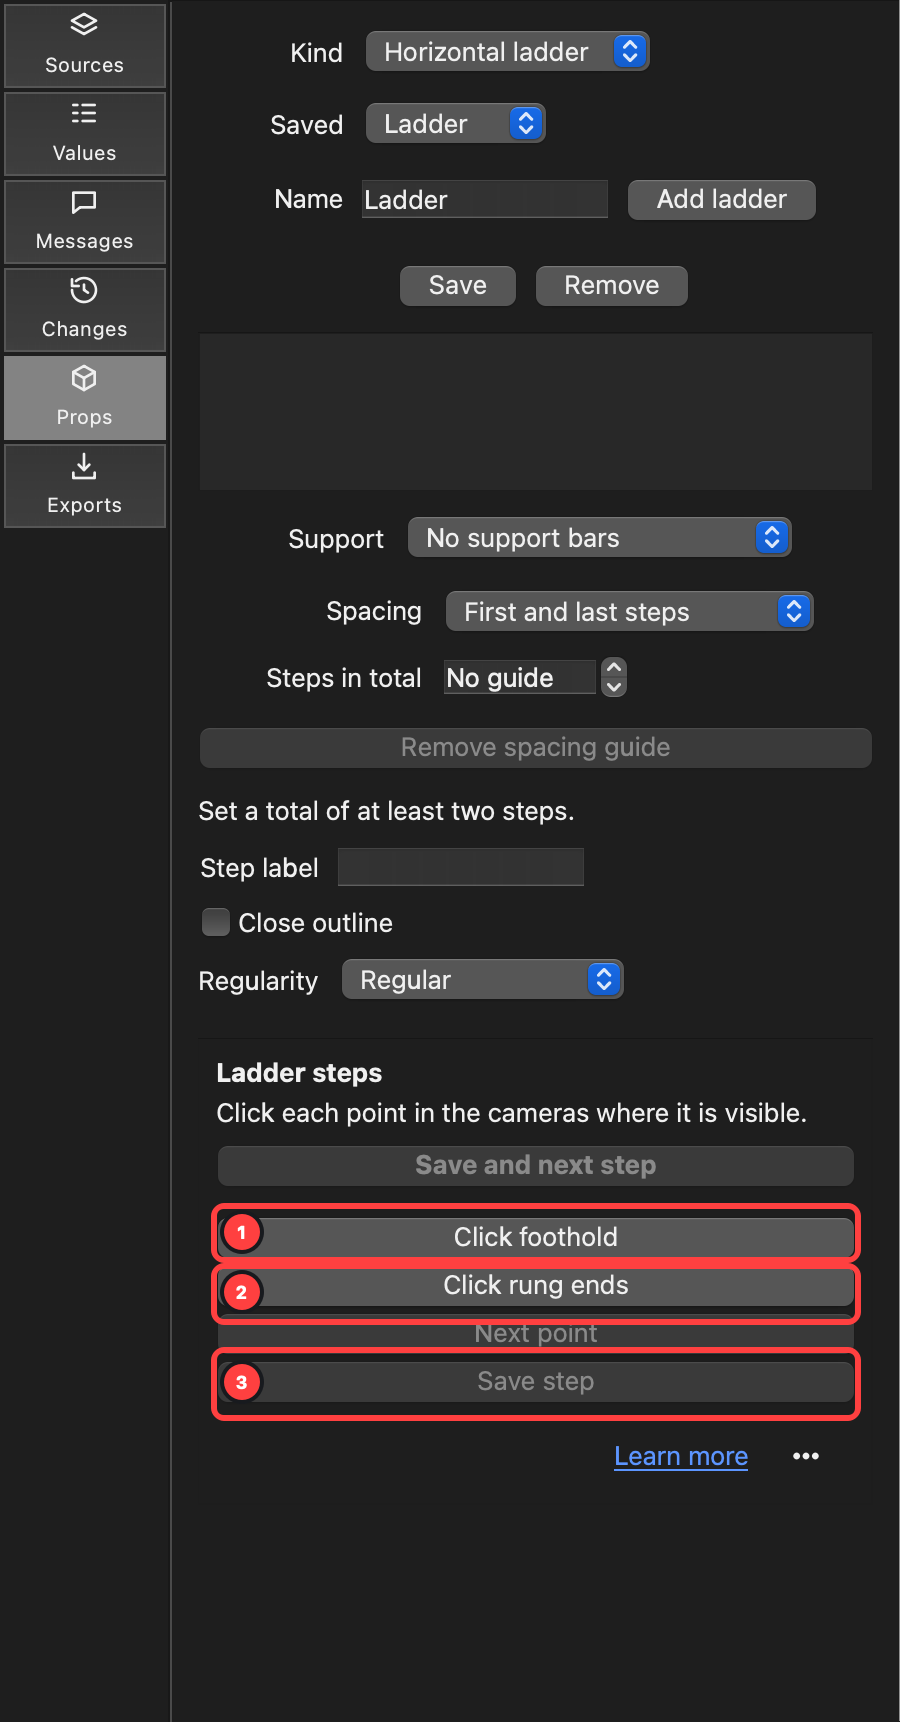 Sources
Values
Messages
Changes
Props
Exports
Kind Horizontal ladder
Saved Ladder
Name Ladder Add ladder
Save Remove
Support No support bars
Spacing First and last steps
Steps in total No guide
Remove spacing guide
Set a total of at least two steps.
Step label
Close outline
Regularity Regular
Ladder steps
Click each point in the cameras where it is visible.
Save and next step
1 Click foothold
2 Click rung ends
Next point
3 Save step
Learn more •••